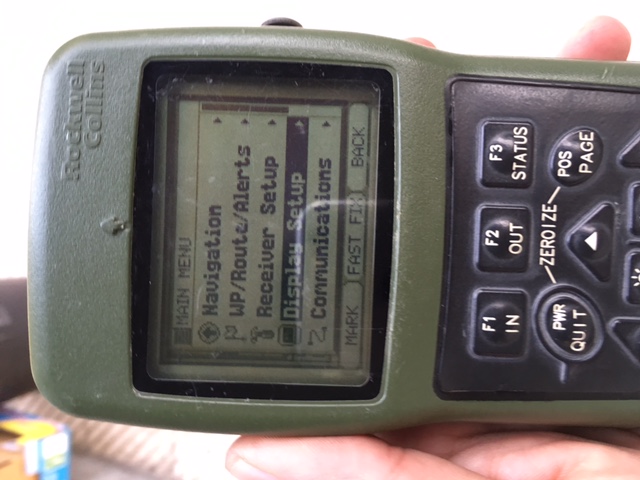 Rockwell
Collins
MAIN MENU
Navigation
WP/Route/Alerts
Receiver Setup
Display Setup
Communications
MARK FAST FIX BACK
F1 F2 F3
IN OUT STATUS
ZEROIZE
PWR
QUIT
POS
PAGE